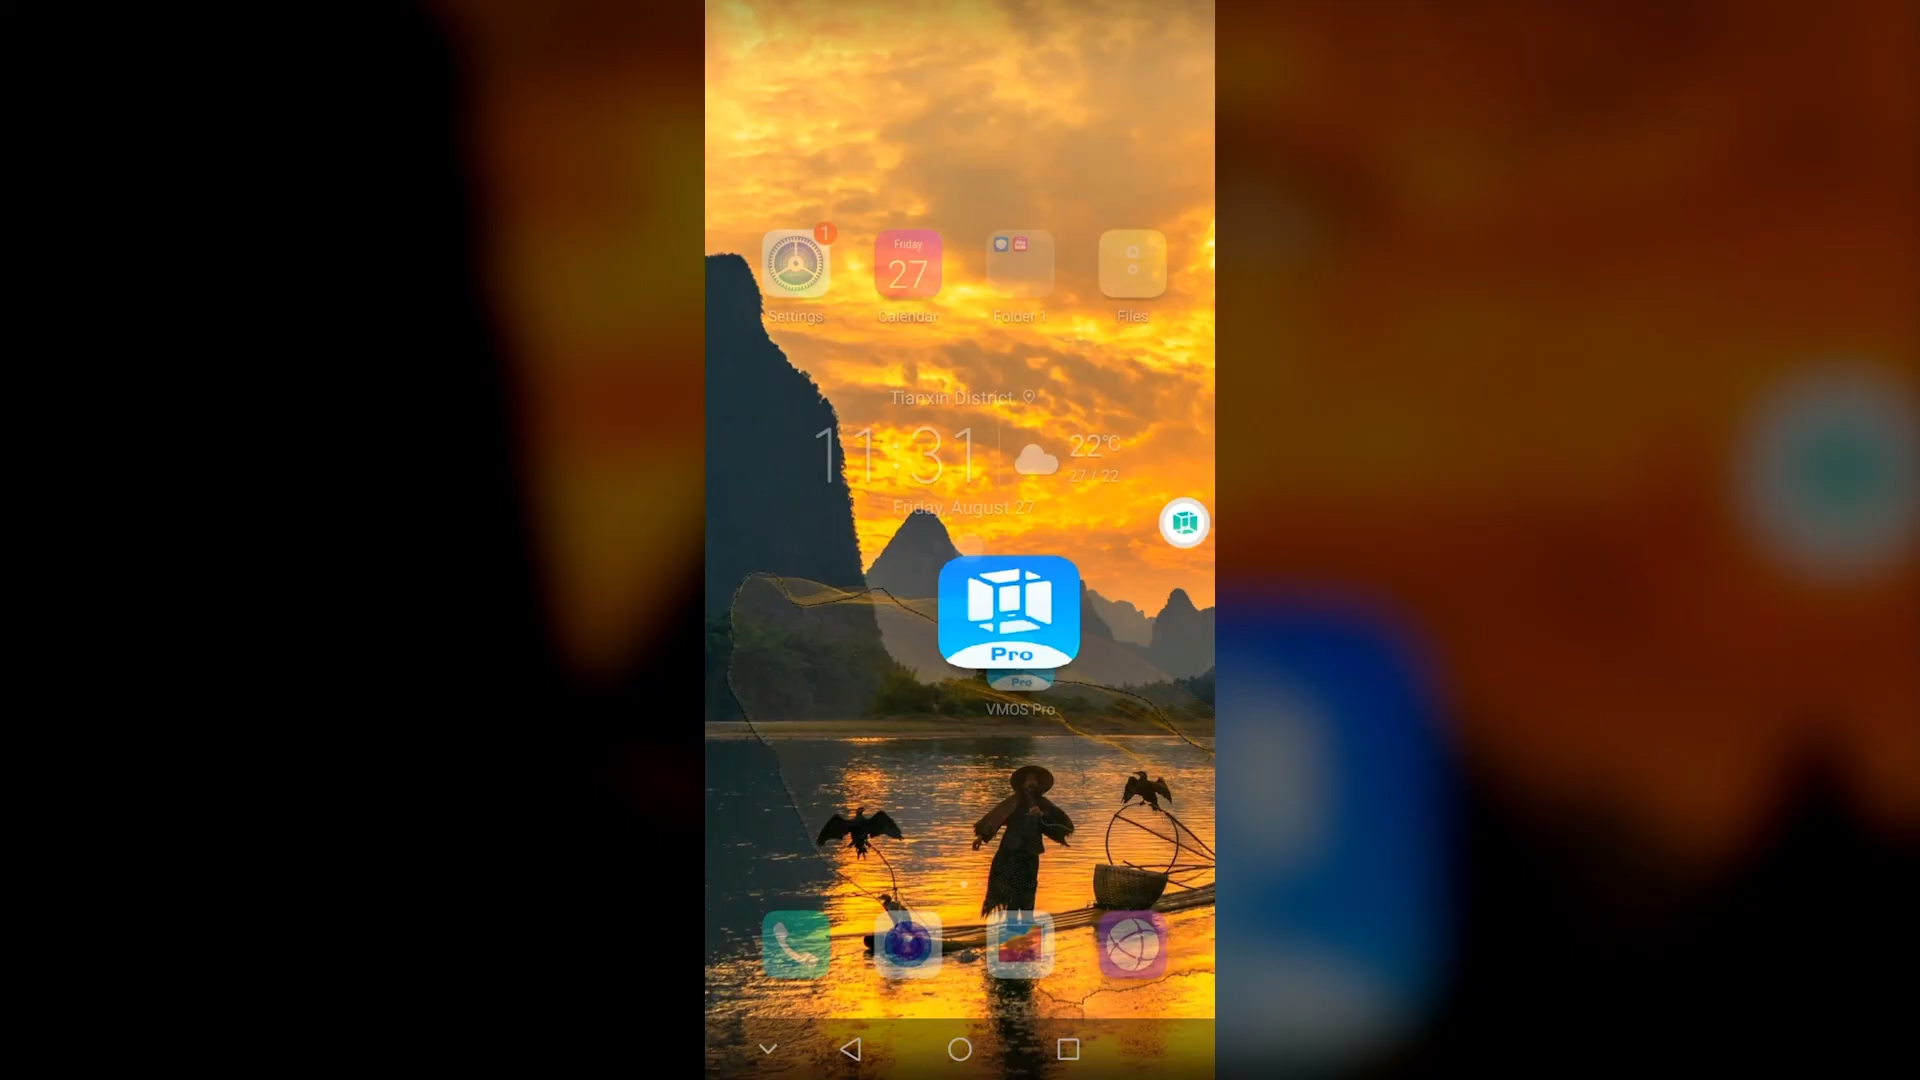 1
Friday
27
Settings
Calendar
Folder 1
Files
Tianxin District
11:31
22°C
27 / 22
Friday, August 27
Pro
Pro
VMOS Pro